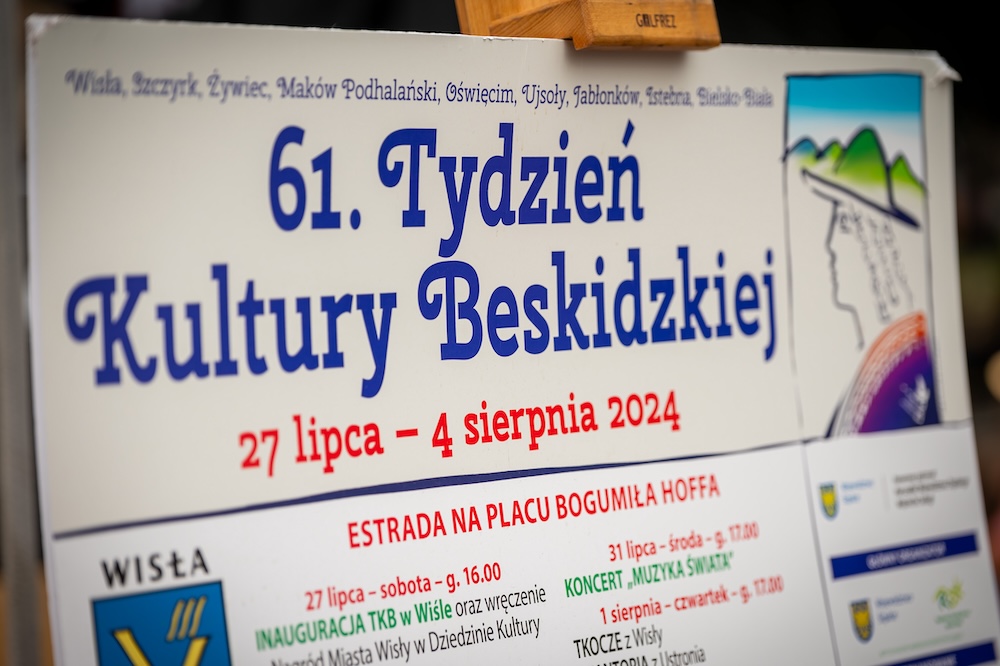 GOLFREZ
Wisła, Szczyrk, Żywiec, Maków Podhalański, Oświęcim, Ujsoły, Jabłonków, Istebna, Bielsko-Biała
61. Tydzień
Kultury Beskidzkiej
27 lipca – 4 sierpnia 2024
ESTRADA NA PLACU BOGUMIŁA HOFFA
WISŁA
27 lipca – sobota – g. 16.00
INAUGURACJA TKB w Wiśle oraz wręczenie
Nagród Miasta Wisły w Dziedzinie Kultury
31 lipca – środa – g. 17.00
KONCERT „MUZYKA ŚWIATA"
1 sierpnia – czwartek – g. 17.00
TKOCZE z Wisły
z Ustronia